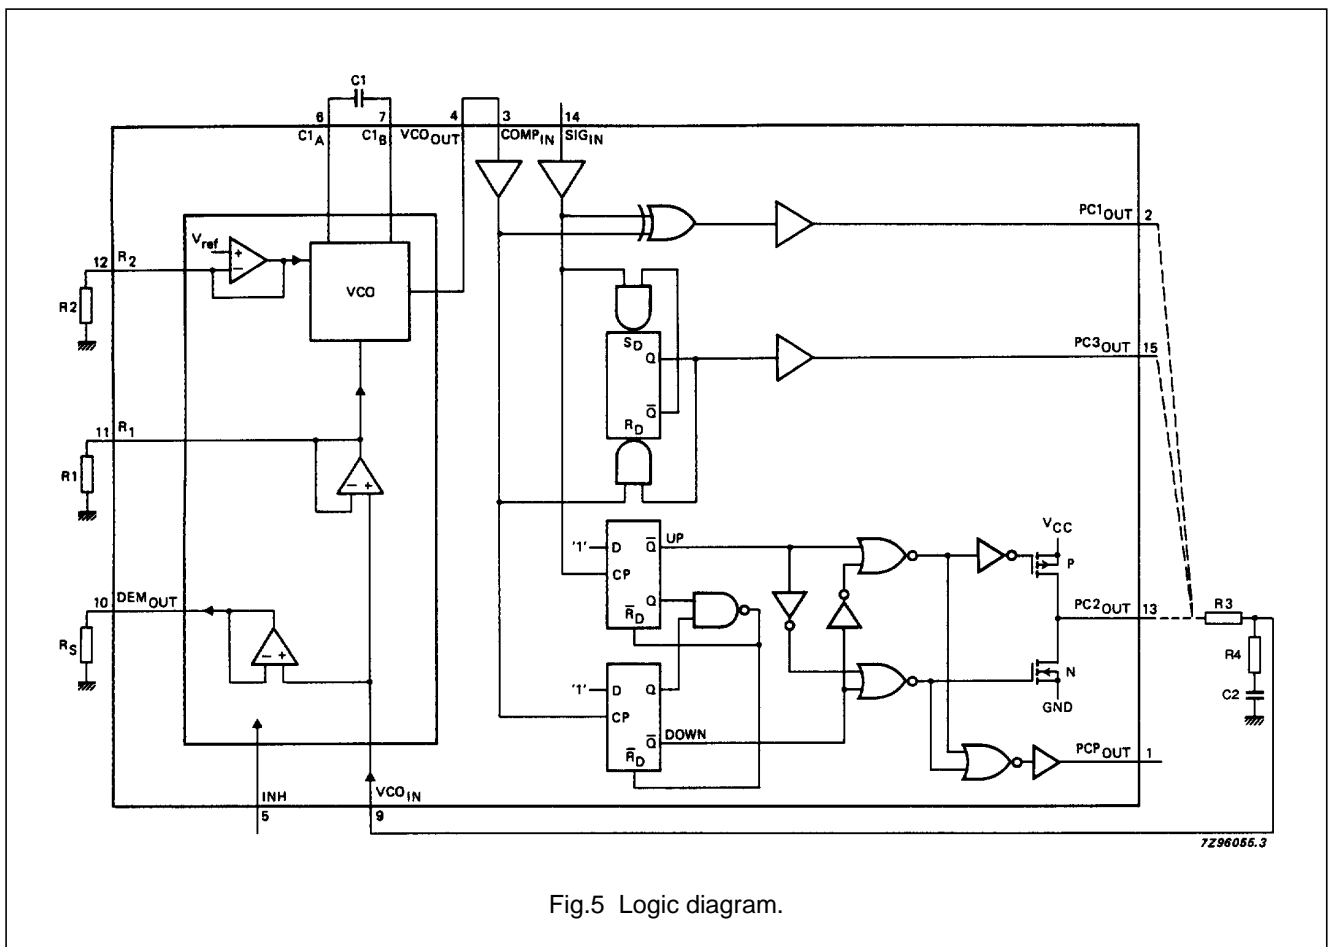 C1
6 7 4 3 14
C1A C1B VCOOUT COMPIN SIGIN
PC1OUT 2
Vref
+
−
12 R2
VCO
R2
SD
Q
PC3OUT 15
Q̅
RD
11 R1
R1
− +
'1' D Q̅ UP
CP
VCC
P
Q
R̅D
10 DEMOUT
PC2OUT 13
R3
RS
− +
R4
N
'1' D Q
C2
CP
GND
Q̅ DOWN
R̅D
PCPOUT 1
INH VCOIN
5 9
7Z96055.3
Fig.5 Logic diagram.